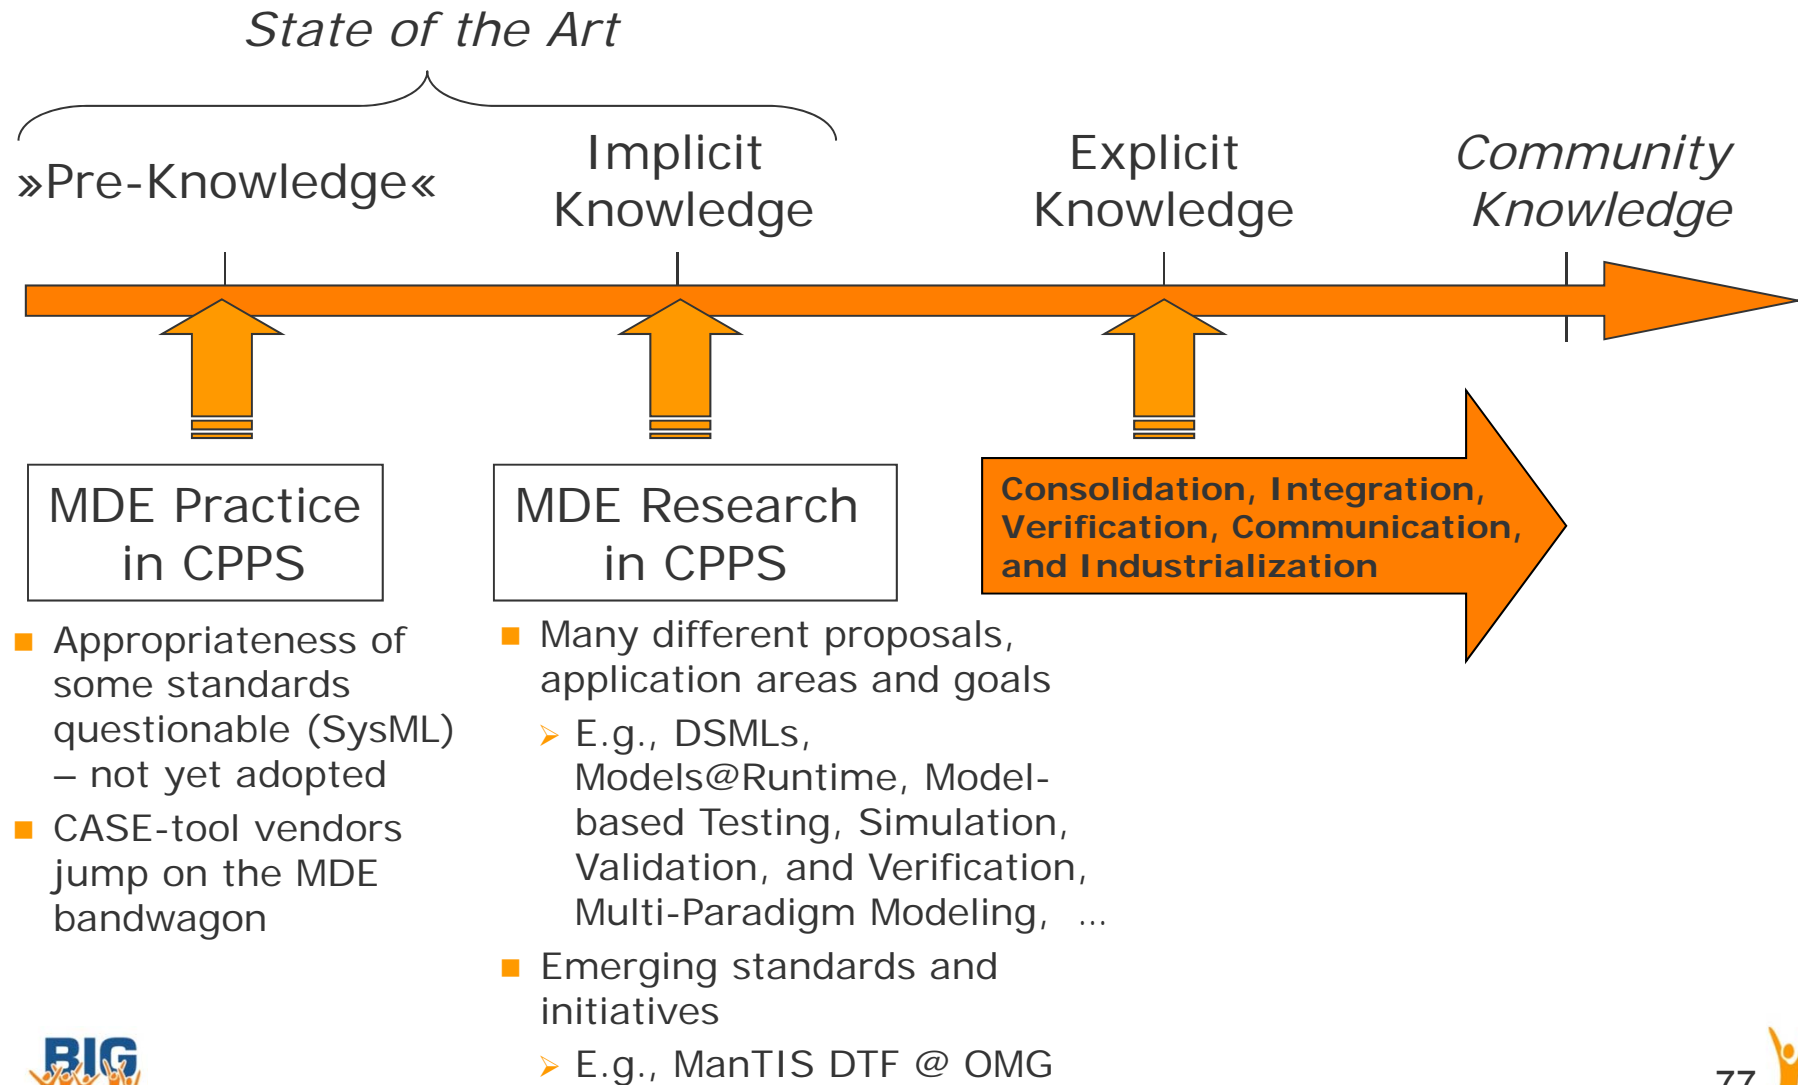 State of the Art
»Pre-Knowledge«
Implicit
Knowledge
Explicit
Knowledge
Community
Knowledge
MDE Practice
in CPPS
MDE Research
in CPPS
Consolidation, Integration,
Verification, Communication,
and Industrialization
Appropriateness of
some standards
questionable (SysML)
– not yet adopted
CASE-tool vendors
jump on the MDE
bandwagon
Many different proposals,
application areas and goals
E.g., DSMLs,
Models@Runtime, Model-
based Testing, Simulation,
Validation, and Verification,
Multi-Paradigm Modeling, ...
Emerging standards and
initiatives
E.g., ManTIS DTF @ OMG
BIG
77